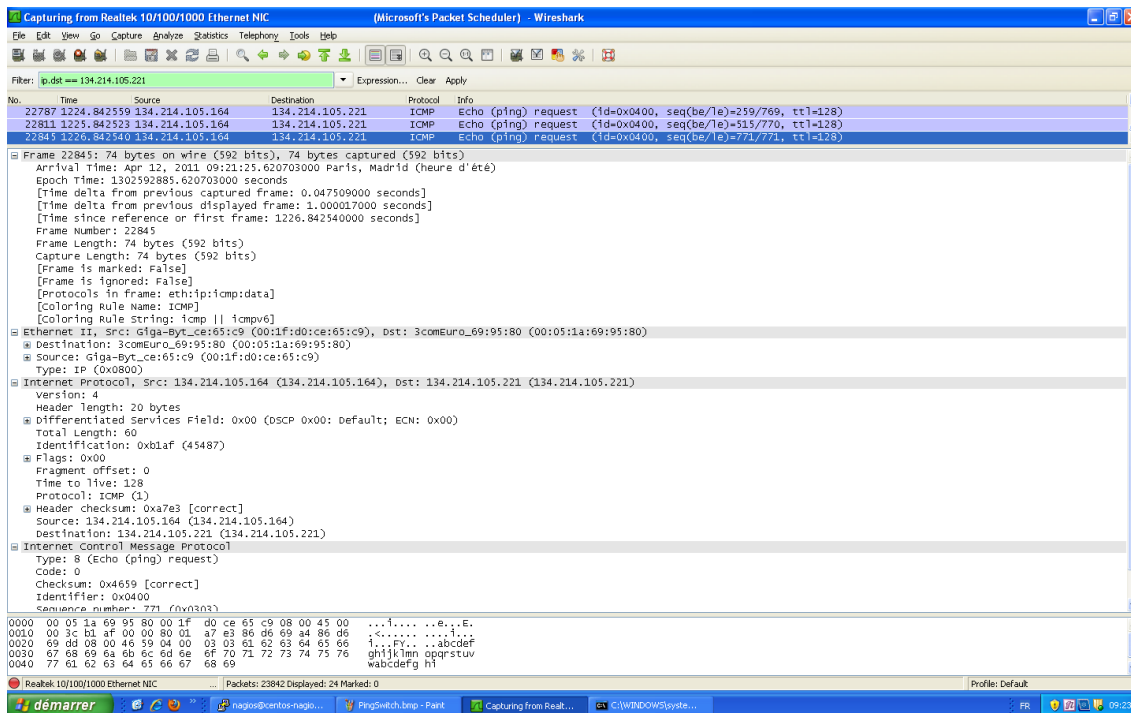 Capturing from Realtek 10/100/1000 Ethernet NIC (Microsoft's Packet Scheduler) - Wireshark
File Edit View Go Capture Analyze Statistics Telephony Tools Help
Filter: ip.dst == 134.214.105.221 Expression... Clear Apply
No. Time Source Destination Protocol Info
22787 1224.842559 134.214.105.164 134.214.105.221 ICMP Echo (ping) request (id=0x0400, seq(be/le)=259/769, ttl=128)
22811 1225.842523 134.214.105.164 134.214.105.221 ICMP Echo (ping) request (id=0x0400, seq(be/le)=515/770, ttl=128)
22845 1226.842540 134.214.105.164 134.214.105.221 ICMP Echo (ping) request (id=0x0400, seq(be/le)=771/771, ttl=128)
Frame 22845: 74 bytes on wire (592 bits), 74 bytes captured (592 bits)
Arrival Time: Apr 12, 2011 09:21:25.620703000 Paris, Madrid (heure d'été)
Epoch Time: 1302592885.620703000 seconds
[Time delta from previous captured frame: 0.047509000 seconds]
[Time delta from previous displayed frame: 1.000017000 seconds]
[Time since reference or first frame: 1226.842540000 seconds]
Frame Number: 22845
Frame Length: 74 bytes (592 bits)
Capture Length: 74 bytes (592 bits)
[Frame is marked: False]
[Frame is ignored: False]
[Protocols in frame: eth:ip:icmp:data]
[Coloring Rule Name: ICMP]
[Coloring Rule String: icmp || icmpv6]
Ethernet II, Src: Giga-Byt_ce:65:c9 (00:1f:d0:ce:65:c9), Dst: 3comEuro_69:95:80 (00:05:1a:69:95:80)
Destination: 3comEuro_69:95:80 (00:05:1a:69:95:80)
Source: Giga-Byt_ce:65:c9 (00:1f:d0:ce:65:c9)
Type: IP (0x0800)
Internet Protocol, Src: 134.214.105.164 (134.214.105.164), Dst: 134.214.105.221 (134.214.105.221)
Version: 4
Header length: 20 bytes
Differentiated Services Field: 0x00 (DSCP 0x00: Default; ECN: 0x00)
Total Length: 60
Identification: 0xb1af (45487)
Flags: 0x00
Fragment offset: 0
Time to live: 128
Protocol: ICMP (1)
Header checksum: 0xa7e3 [correct]
Source: 134.214.105.164 (134.214.105.164)
Destination: 134.214.105.221 (134.214.105.221)
Internet Control Message Protocol
Type: 8 (Echo (ping) request)
Code: 0
Checksum: 0x4659 [correct]
Identifier: 0x0400
Sequence number: 771 (0x0303)
0000 00 05 1a 69 95 80 00 1f d0 ce 65 c9 08 00 45 00 ...i.... ..e...E.
0010 00 3c b1 af 00 00 80 01 a7 e3 86 d6 69 a4 86 d6 .<...... ....i...
0020 69 dd 08 00 46 59 04 00 03 03 61 62 63 64 65 66 i...FY.. ..abcdef
0030 67 68 69 6a 6b 6c 6d 6e 6f 70 71 72 73 74 75 76 ghijklmn opqrstuv
0040 77 61 62 63 64 65 66 67 68 69 wabcdefg hi
Realtek 10/100/1000 Ethernet NIC ... Packets: 23842 Displayed: 24 Marked: 0 Profile: Default
démarrer nagios@centos-nagio... PingSwitch.bmp - Paint Capturing from Realt... C:\WINDOWS\syste... FR 09:23